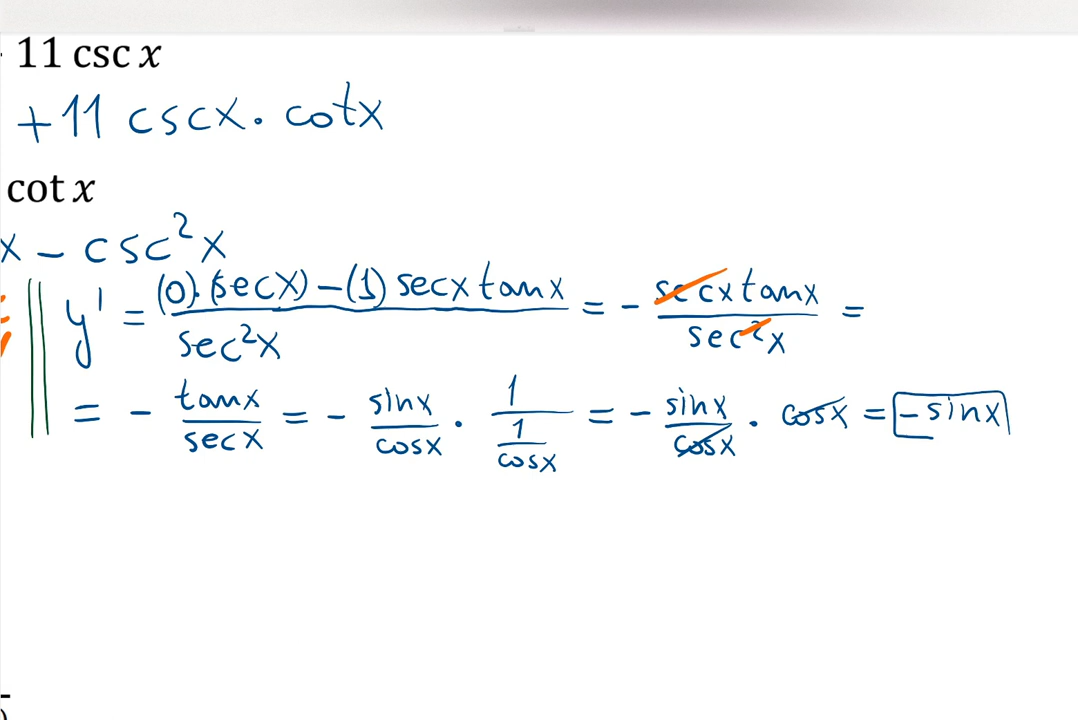 11 csc x
+11 cscx. cotx
cot x
x - csc²x
y' = (0).(secx) - (1) secx tanx / sec²x = - secx tanx / sec²x =
= - tanx / secx = - sinx / cosx . 1 / (1 / cosx) = - sinx / cosx . cosx = -sinx